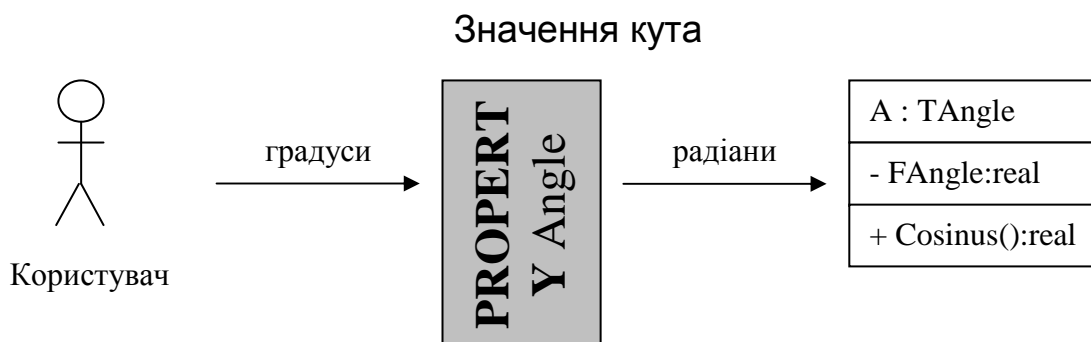 Значення кута
градуси
PROPERT
Y Angle
радіани
A : TAngle
- FAngle:real
+ Cosinus():real
Користувач